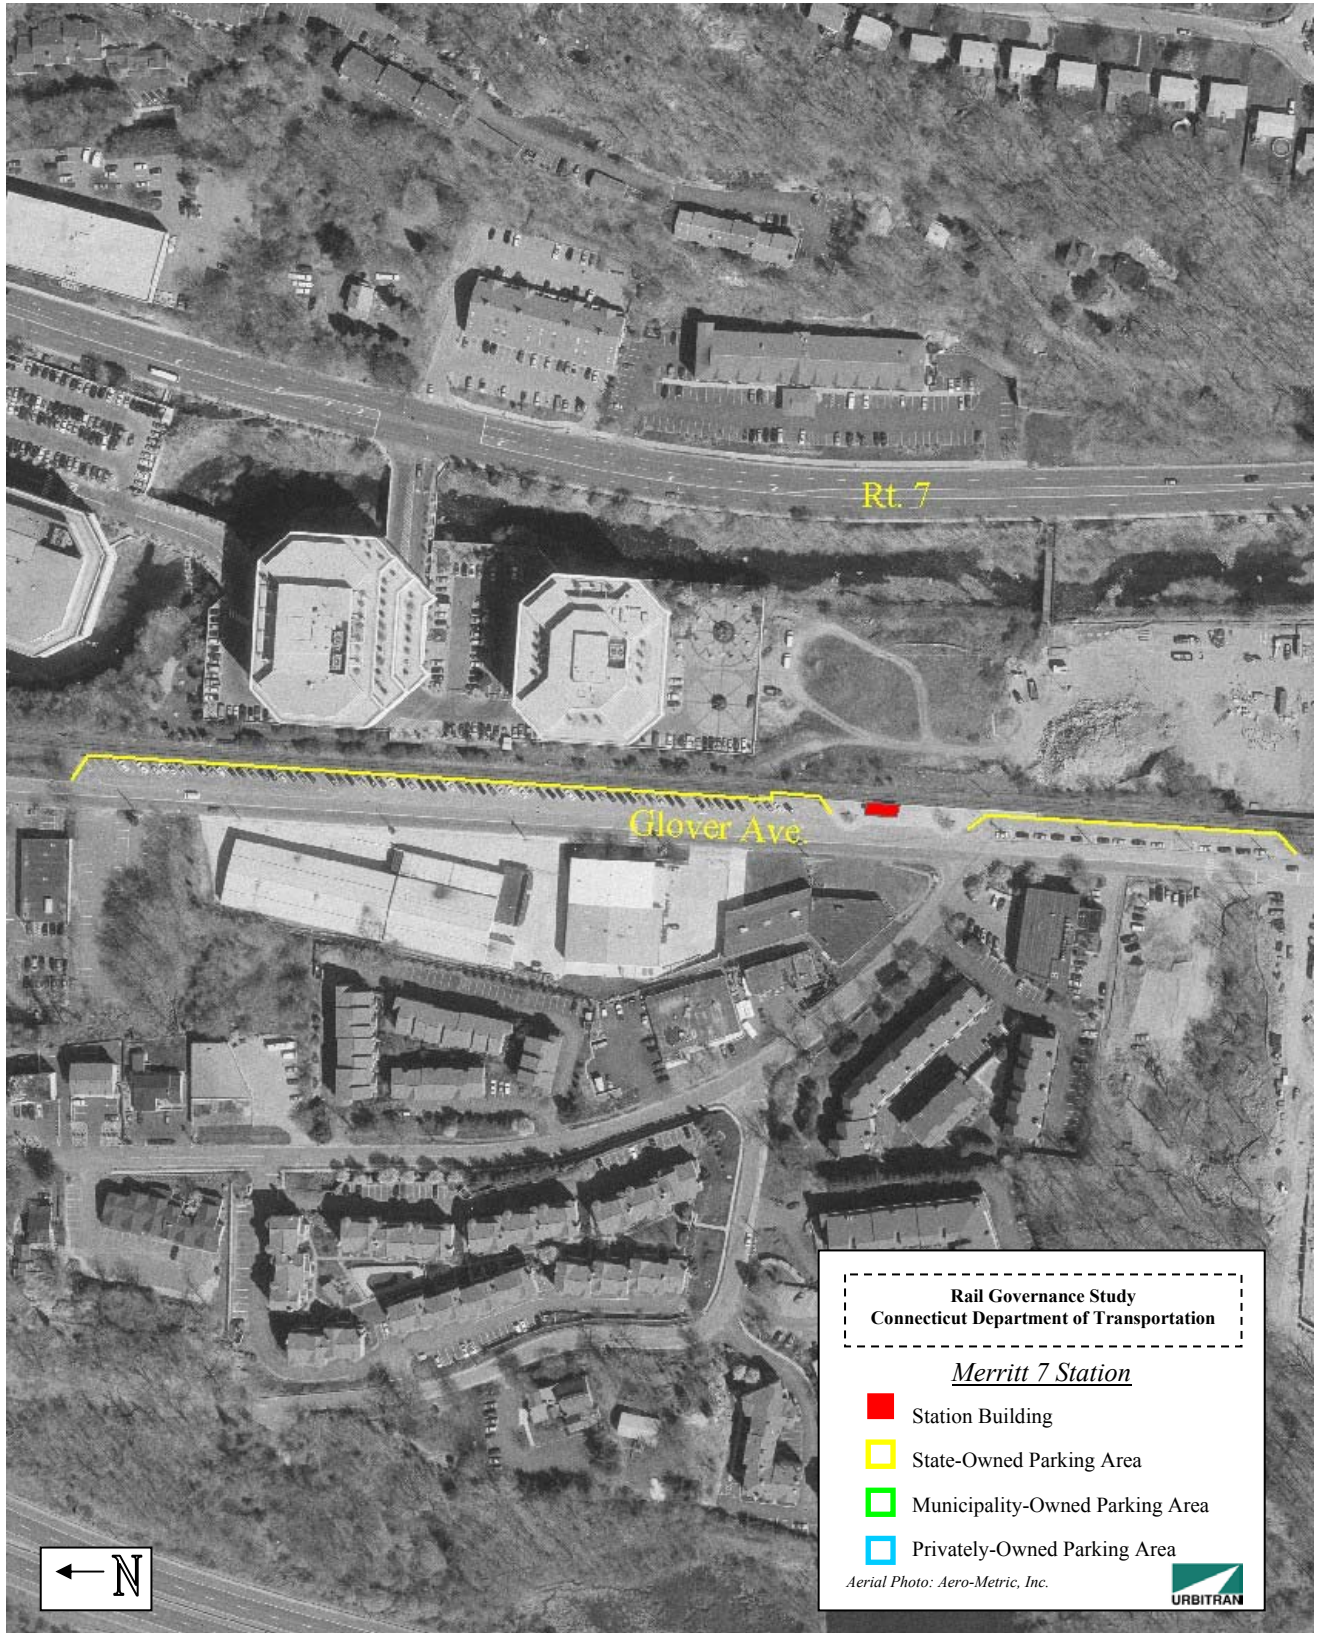 Rt. 7
Glover Ave.
Rail Governance Study
Connecticut Department of Transportation
Merritt 7 Station
Station Building
State-Owned Parking Area
Municipality-Owned Parking Area
Privately-Owned Parking Area
Aerial Photo: Aero-Metric, Inc.
URBITRAN
N